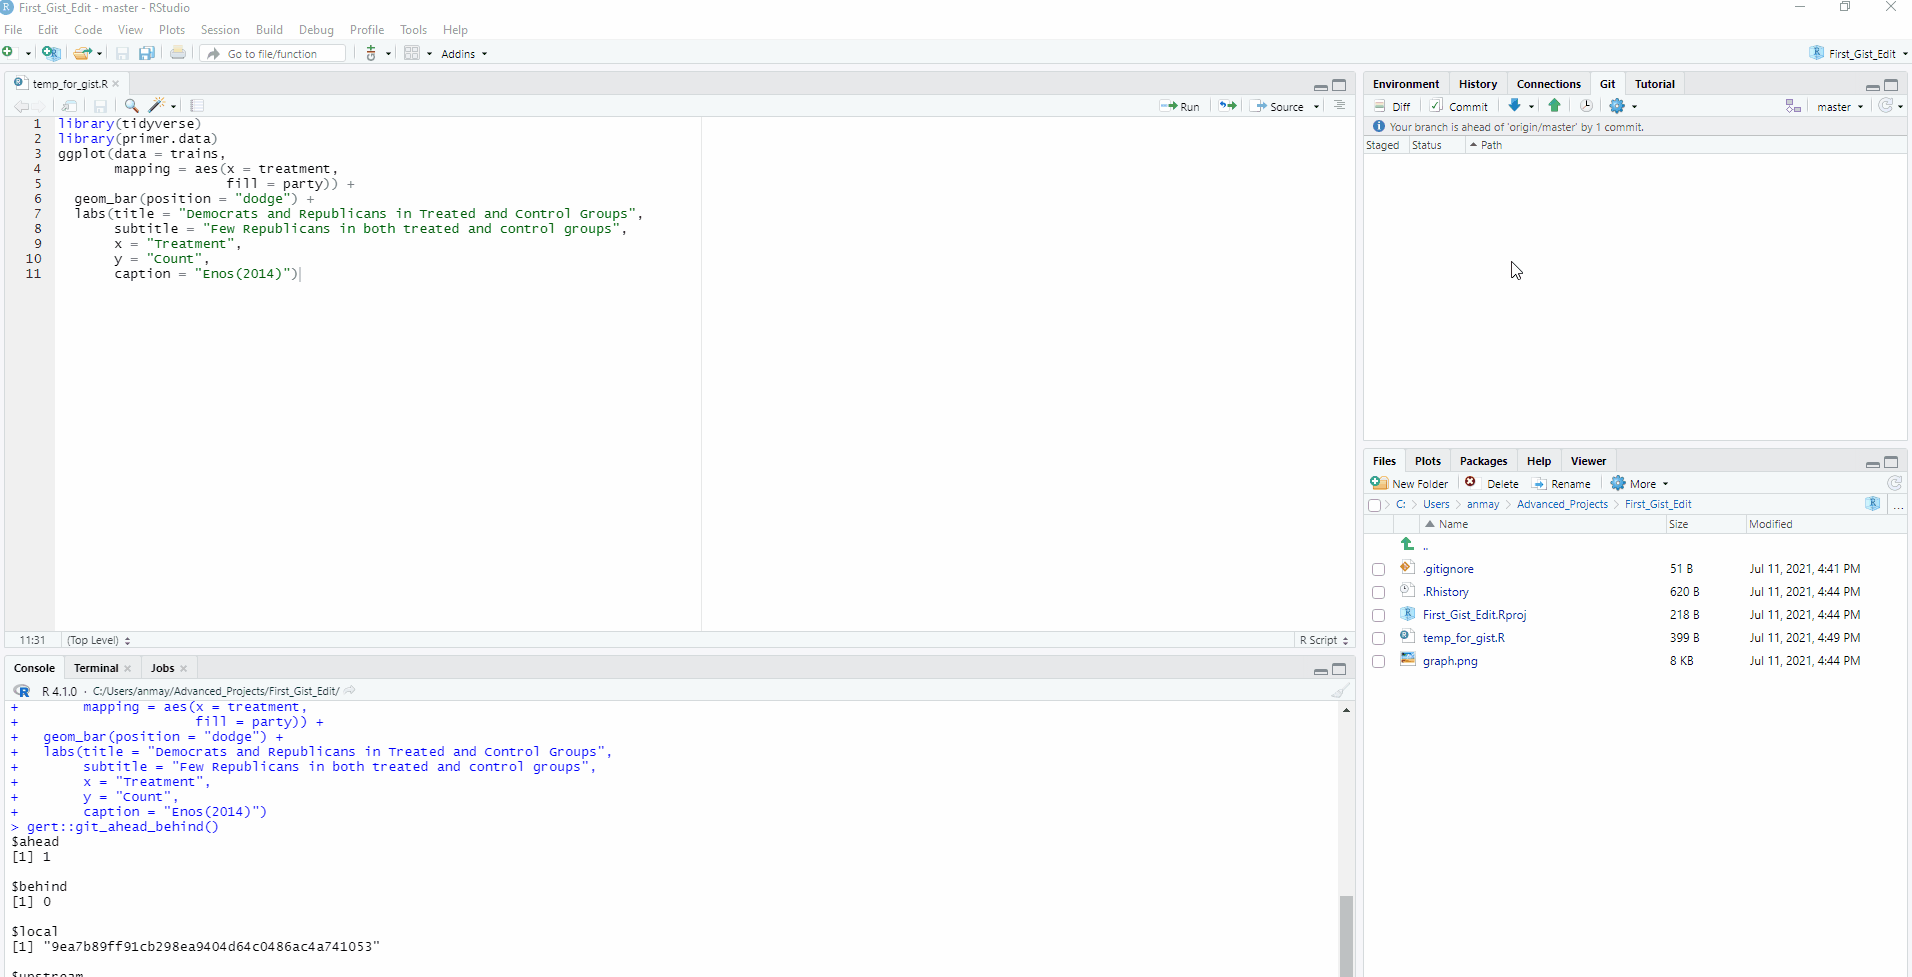 First_Gist_Edit - master - RStudio
File Edit Code View Plots Session Build Debug Profile Tools Help
Go to file/function Addins First_Gist_Edit
temp_for_gist.R
Run Source
1 library(tidyverse)
2 library(primer.data)
3 ggplot(data = trains,
4 mapping = aes(x = treatment,
5 fill = party)) +
6 geom_bar(position = "dodge") +
7 labs(title = "Democrats and Republicans in Treated and Control Groups",
8 subtitle = "Few Republicans in both treated and control groups",
9 x = "Treatment",
10 y = "Count",
11 caption = "Enos(2014)")
11:31 (Top Level) R Script
Console Terminal Jobs
R 4.1.0 · C:/Users/anmay/Advanced_Projects/First_Gist_Edit/
+ mapping = aes(x = treatment,
+ fill = party)) +
+ geom_bar(position = "dodge") +
+ labs(title = "Democrats and Republicans in Treated and Control Groups",
+ subtitle = "Few Republicans in both treated and control groups",
+ x = "Treatment",
+ y = "Count",
+ caption = "Enos(2014)")
> gert::git_ahead_behind()
$ahead
[1] 1
$behind
[1] 0
$local
[1] "9ea7b89ff91cb298ea9404d64c0486ac4a741053"
$upstream
Environment History Connections Git Tutorial
Diff Commit master
Your branch is ahead of 'origin/master' by 1 commit.
Staged Status Path
Files Plots Packages Help Viewer
New Folder Delete Rename More
C: Users anmay Advanced_Projects First_Gist_Edit ...
Name Size Modified
..
.gitignore 51 B Jul 11, 2021, 4:41 PM
.Rhistory 620 B Jul 11, 2021, 4:44 PM
First_Gist_Edit.Rproj 218 B Jul 11, 2021, 4:44 PM
temp_for_gist.R 399 B Jul 11, 2021, 4:49 PM
graph.png 8 KB Jul 11, 2021, 4:44 PM